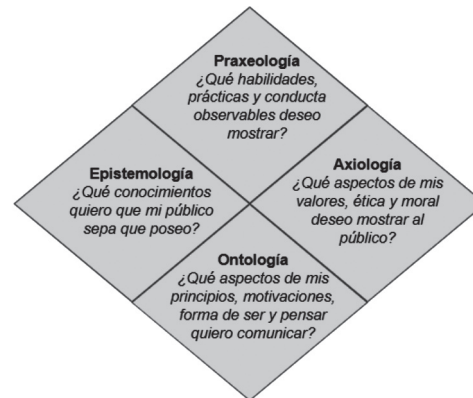 Praxeología
¿Qué habilidades,
prácticas y conducta
observables deseo
mostrar?
Epistemología
¿Qué conocimientos
quiero que mi público
sepa que poseo?
Axiología
¿Qué aspectos de mis
valores, ética y moral
deseo mostrar al
público?
Ontología
¿Qué aspectos de mis
principios, motivaciones,
forma de ser y pensar
quiero comunicar?